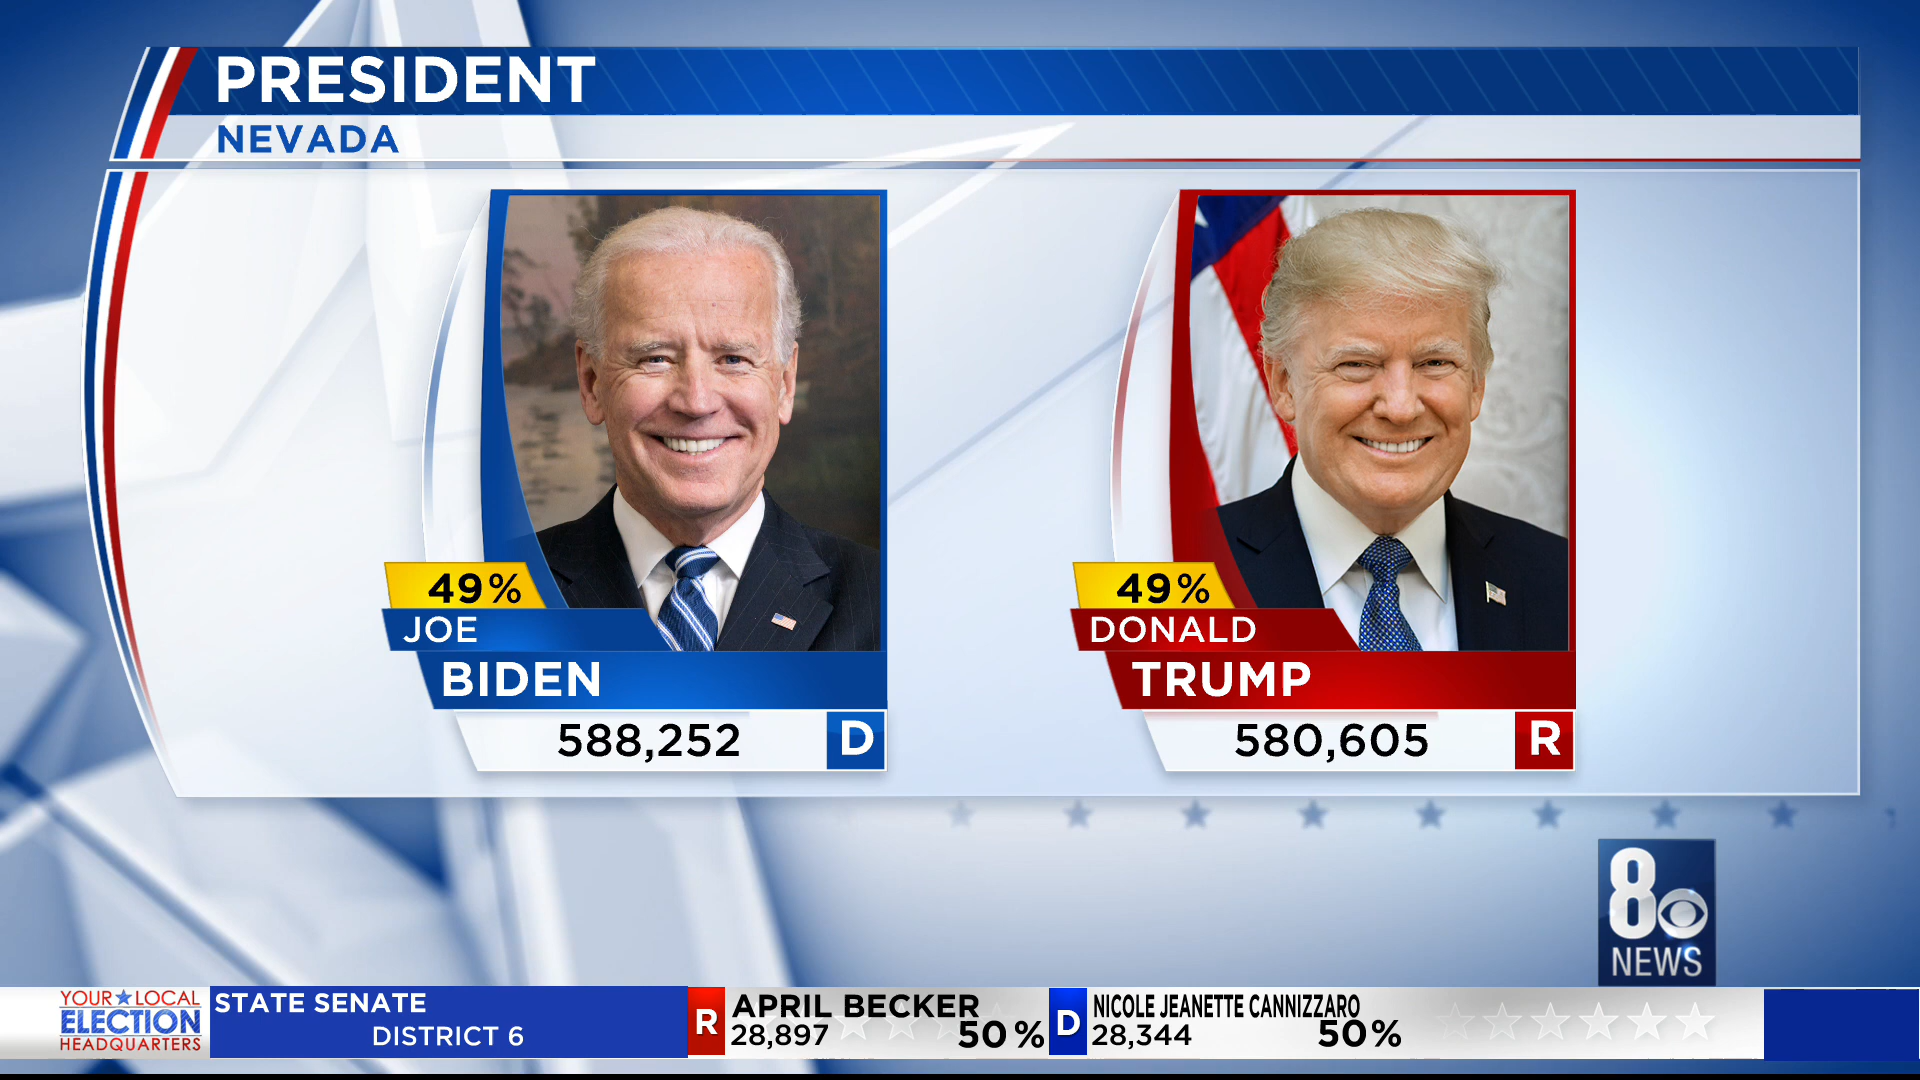 PRESIDENT
NEVADA
49%
JOE
BIDEN
588,252 D
49%
DONALD
TRUMP
580,605 R
8
NEWS
YOUR LOCAL
ELECTION
HEADQUARTERS
STATE SENATE
DISTRICT 6
R APRIL BECKER
28,897 50%
D NICOLE JEANETTE CANNIZZARO
28,344 50%